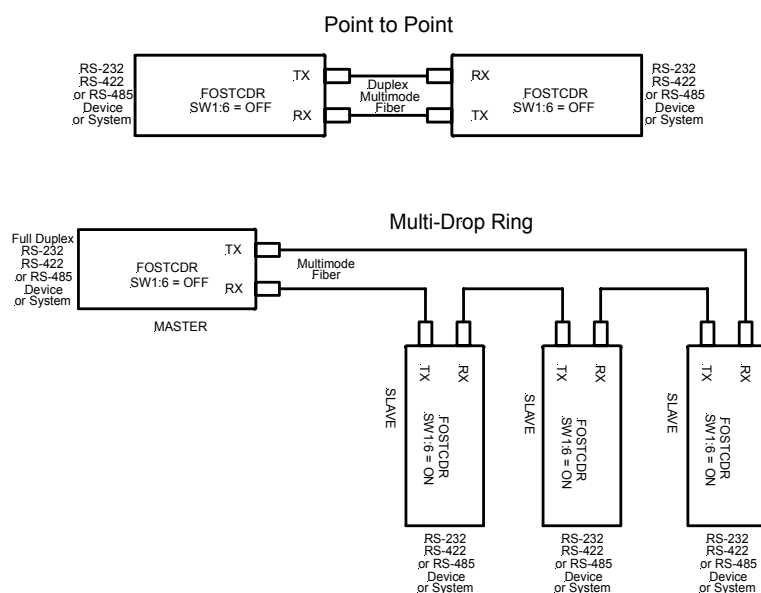 Point to Point
RS-232
RS-422
or RS-485
Device
or System
FOSTCDR
SW1:6 = OFF
TX
RX
Duplex
Multimode
Fiber
RX
TX
FOSTCDR
SW1:6 = OFF
RS-232
RS-422
or RS-485
Device
or System
Multi-Drop Ring
Full Duplex
RS-232
RS-422
or RS-485
Device
or System
FOSTCDR
SW1:6 = OFF
TX
RX
MASTER
Multimode
Fiber
SLAVE
TX
RX
FOSTCDR
SW1:6 = ON
RS-232
RS-422
or RS-485
Device
or System
SLAVE
TX
RX
FOSTCDR
SW1:6 = ON
RS-232
RS-422
or RS-485
Device
or System
SLAVE
TX
RX
FOSTCDR
SW1:6 = ON
RS-232
RS-422
or RS-485
Device
or System